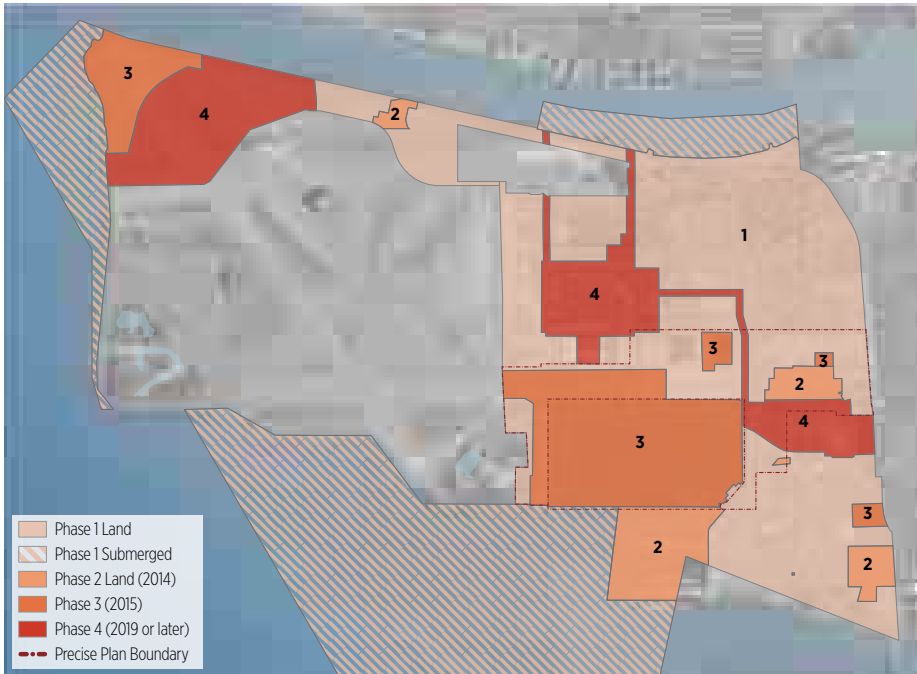 3
4
2
1
4
3
3
2
4
3
3
2
2
Phase 1 Land
Phase 1 Submerged
Phase 2 Land (2014)
Phase 3 (2015)
Phase 4 (2019 or later)
Precise Plan Boundary